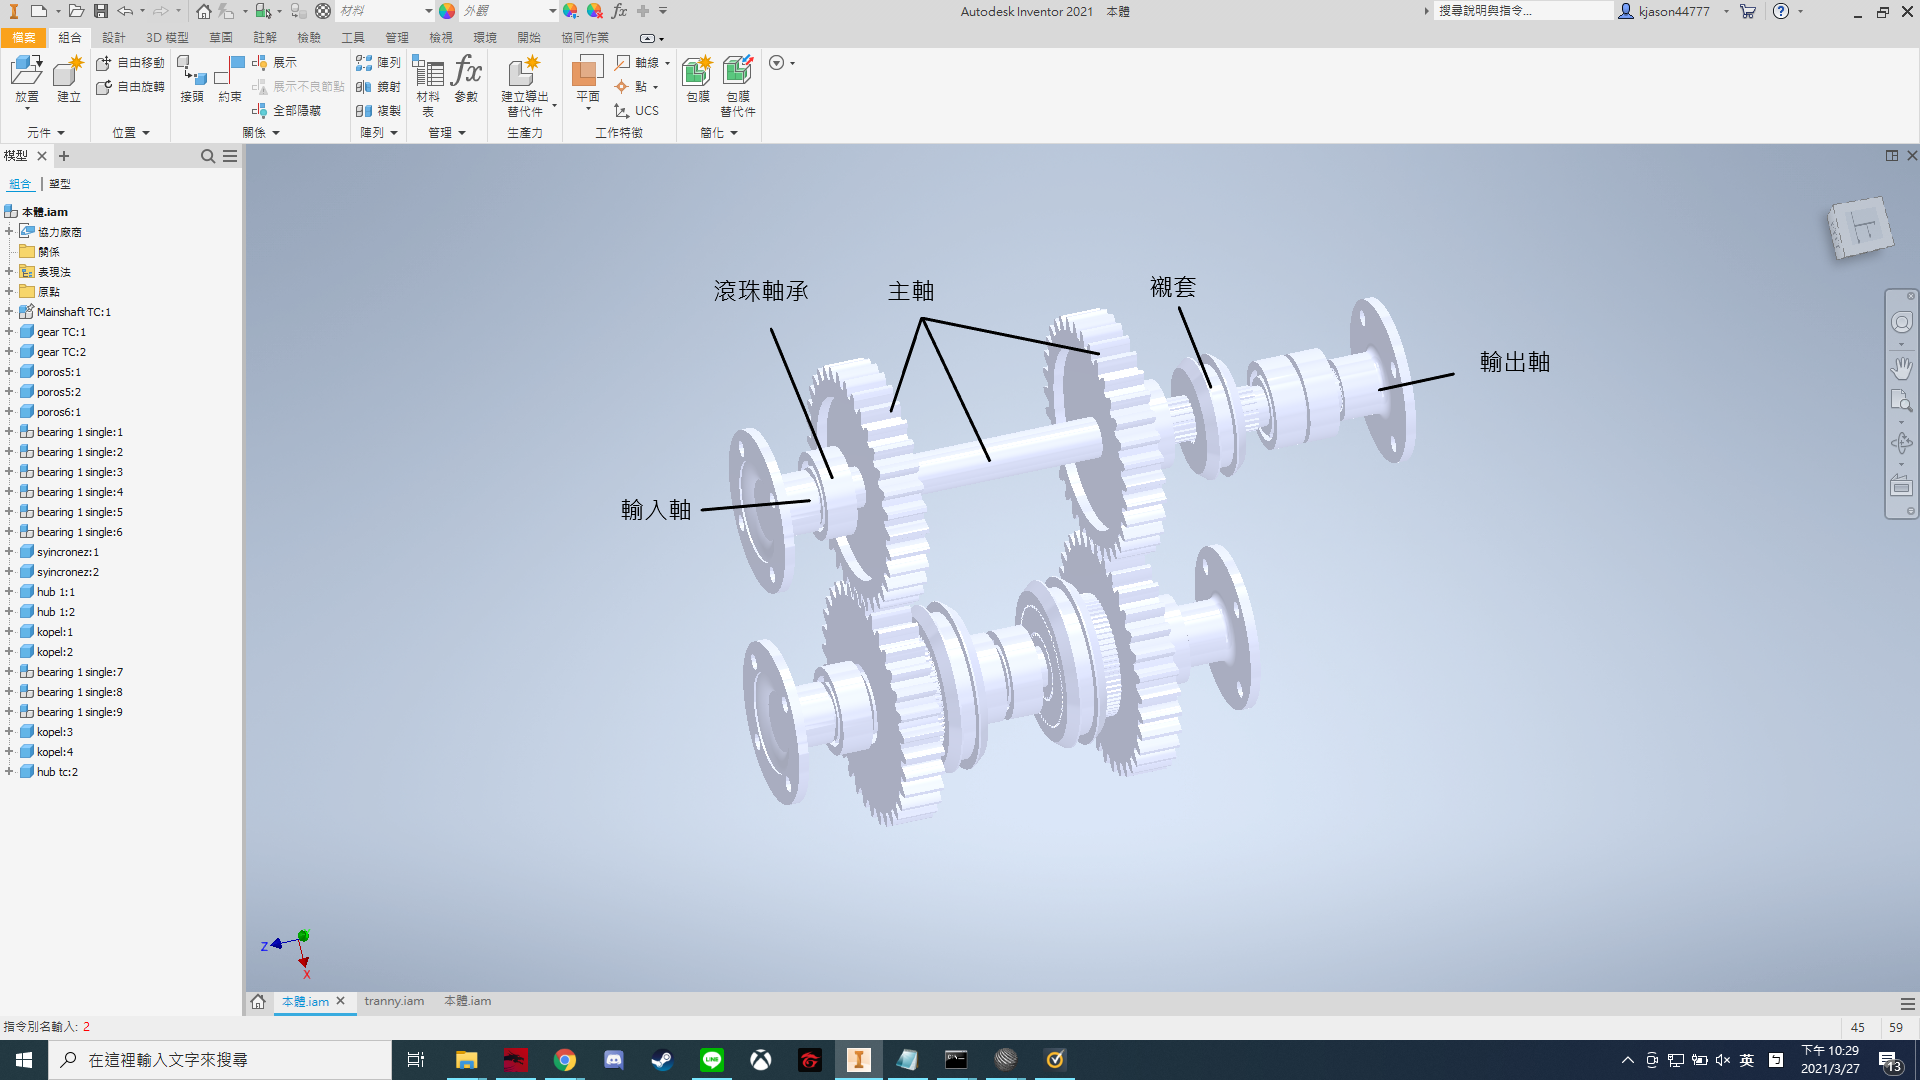 材料
外觀
Autodesk Inventor 2021 本體
搜尋說明與指令...
kjason44777
檔案 組合 設計 3D 模型 草圖 註解 檢驗 工具 管理 檢視 環境 開始 協同作業
放置
建立
自由移動
自由旋轉
接頭
約束
展示
展示不良節點
全部隱藏
陣列
鏡射
複製
材料表
參數
建立導出替代件
平面
軸線
點
UCS
包膜
包膜替代件
元件 位置 關係 陣列 管理 生產力 工作特徵 簡化
模型
組合 塑型
本體.iam
協力廠商
關係
表現法
原點
Mainshaft TC:1
gear TC:1
gear TC:2
poros5:1
poros5:2
poros6:1
bearing 1 single:1
bearing 1 single:2
bearing 1 single:3
bearing 1 single:4
bearing 1 single:5
bearing 1 single:6
syincronez:1
syincronez:2
hub 1:1
hub 1:2
kopel:1
kopel:2
bearing 1 single:7
bearing 1 single:8
bearing 1 single:9
kopel:3
kopel:4
hub tc:2
滾珠軸承
主軸
襯套
輸出軸
輸入軸
Z
X
本體.iam
tranny.iam
本體.iam
指令別名輸入: 2
45 59
在這裡輸入文字來搜尋
英
下午 10:29
2021/3/27
13